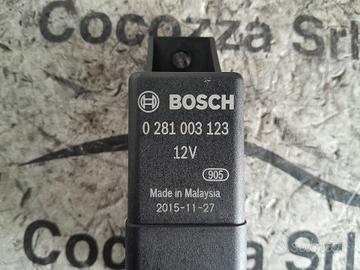 Cocozza Srl
BOSCH
0 281 003 123
12V
905
Made in Malaysia
2015-11-27
Cocozza Srl